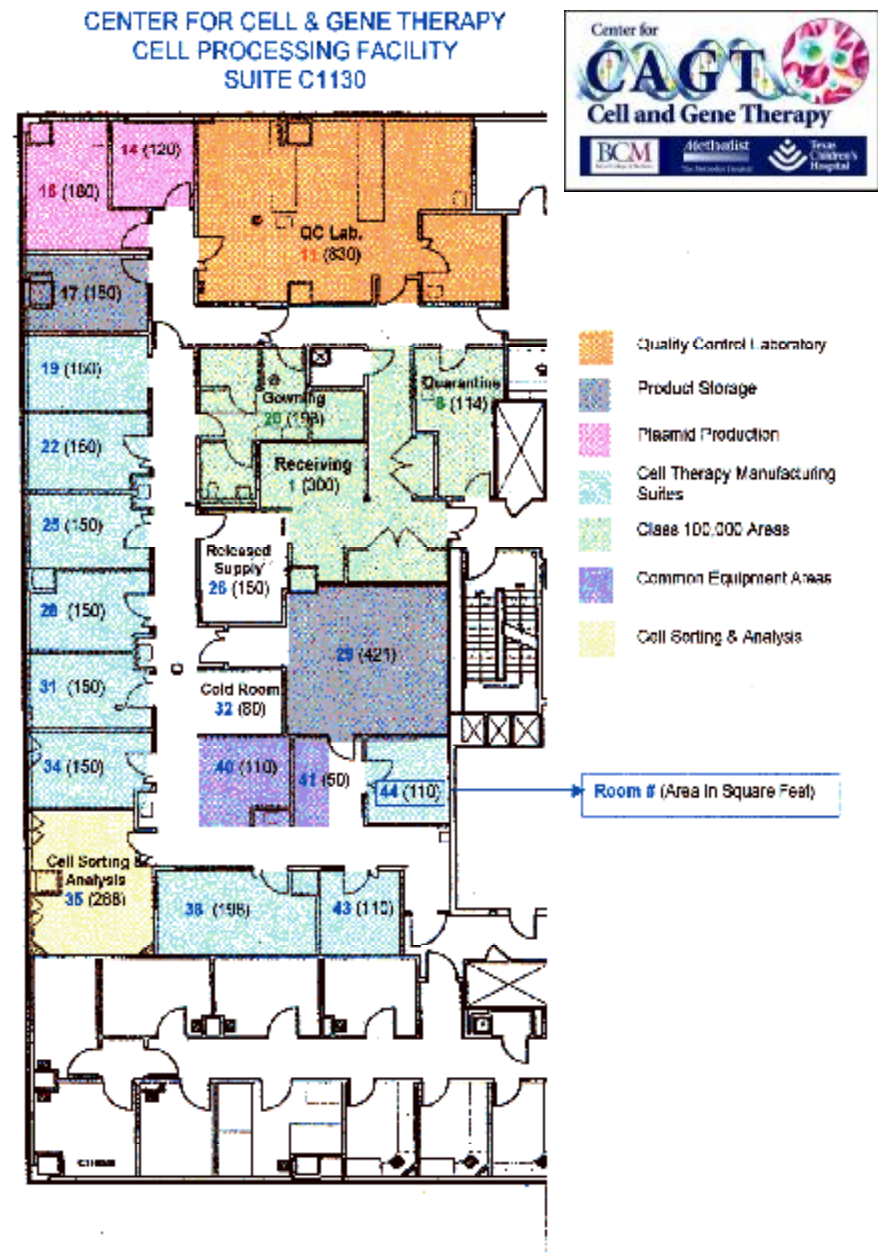 CENTER FOR CELL & GENE THERAPY
CELL PROCESSING FACILITY
SUITE C1130
Center for
CAGT
Cell and Gene Therapy
BCM
Methodist
Texas
Children's
Hospital
14 (120)
(180)
QC Lab.
11 (830)
17 (150)
Quality Control Laboratory
Product Storage
Plasmid Production
Cell Therapy Manufacturing
Suites
Class 100,000 Areas
Common Equipment Areas
Cell Sorting & Analysis
19
Gowning
20 (198)
Quarantine
(114)
22 (150)
Receiving
1 (300)
25 (150)
Released
Supply
26 (150)
28 (150)
29 (421)
31 (150)
Cold Room
32 (80)
34 (150)
40 (110)
41 (50)
44 (110)
Room # (Area in Square Feet)
Cell Sorting &
Analysis
35
38 (198)
43 (110)